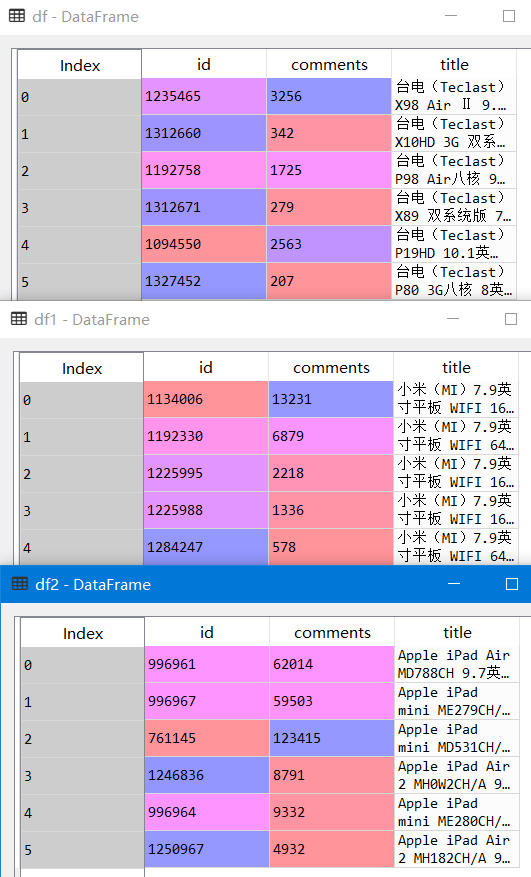 df - DataFrame
Index id comments title
0 1235465 3256 台电（Teclast）
X98 Air Ⅱ 9.…
1 1312660 342 台电（Teclast）
X10HD 3G 双系…
2 1192758 1725 台电（Teclast）
P98 Air八核 9…
3 1312671 279 台电（Teclast）
X89 双系统版 7…
4 1094550 2563 台电（Teclast）
P19HD 10.1英…
5 1327452 207 台电（Teclast）
P80 3G八核 8英…
df1 - DataFrame
Index id comments title
0 1134006 13231 小米（MI）7.9英
寸平板 WIFI 16…
1 1192330 6879 小米（MI）7.9英
寸平板 WIFI 64…
2 1225995 2218 小米（MI）7.9英
寸平板 WIFI 16…
3 1225988 1336 小米（MI）7.9英
寸平板 WIFI 16…
4 1284247 578 小米（MI）7.9英
寸平板 WIFI 64…
df2 - DataFrame
Index id comments title
0 996961 62014 Apple iPad Air
MD788CH 9.7英…
1 996967 59503 Apple iPad
mini ME279CH/…
2 761145 123415 Apple iPad
mini MD531CH/…
3 1246836 8791 Apple iPad Air
2 MH0W2CH/A 9…
4 996964 9332 Apple iPad
mini ME280CH/…
5 1250967 4932 Apple iPad Air
2 MH182CH/A 9…